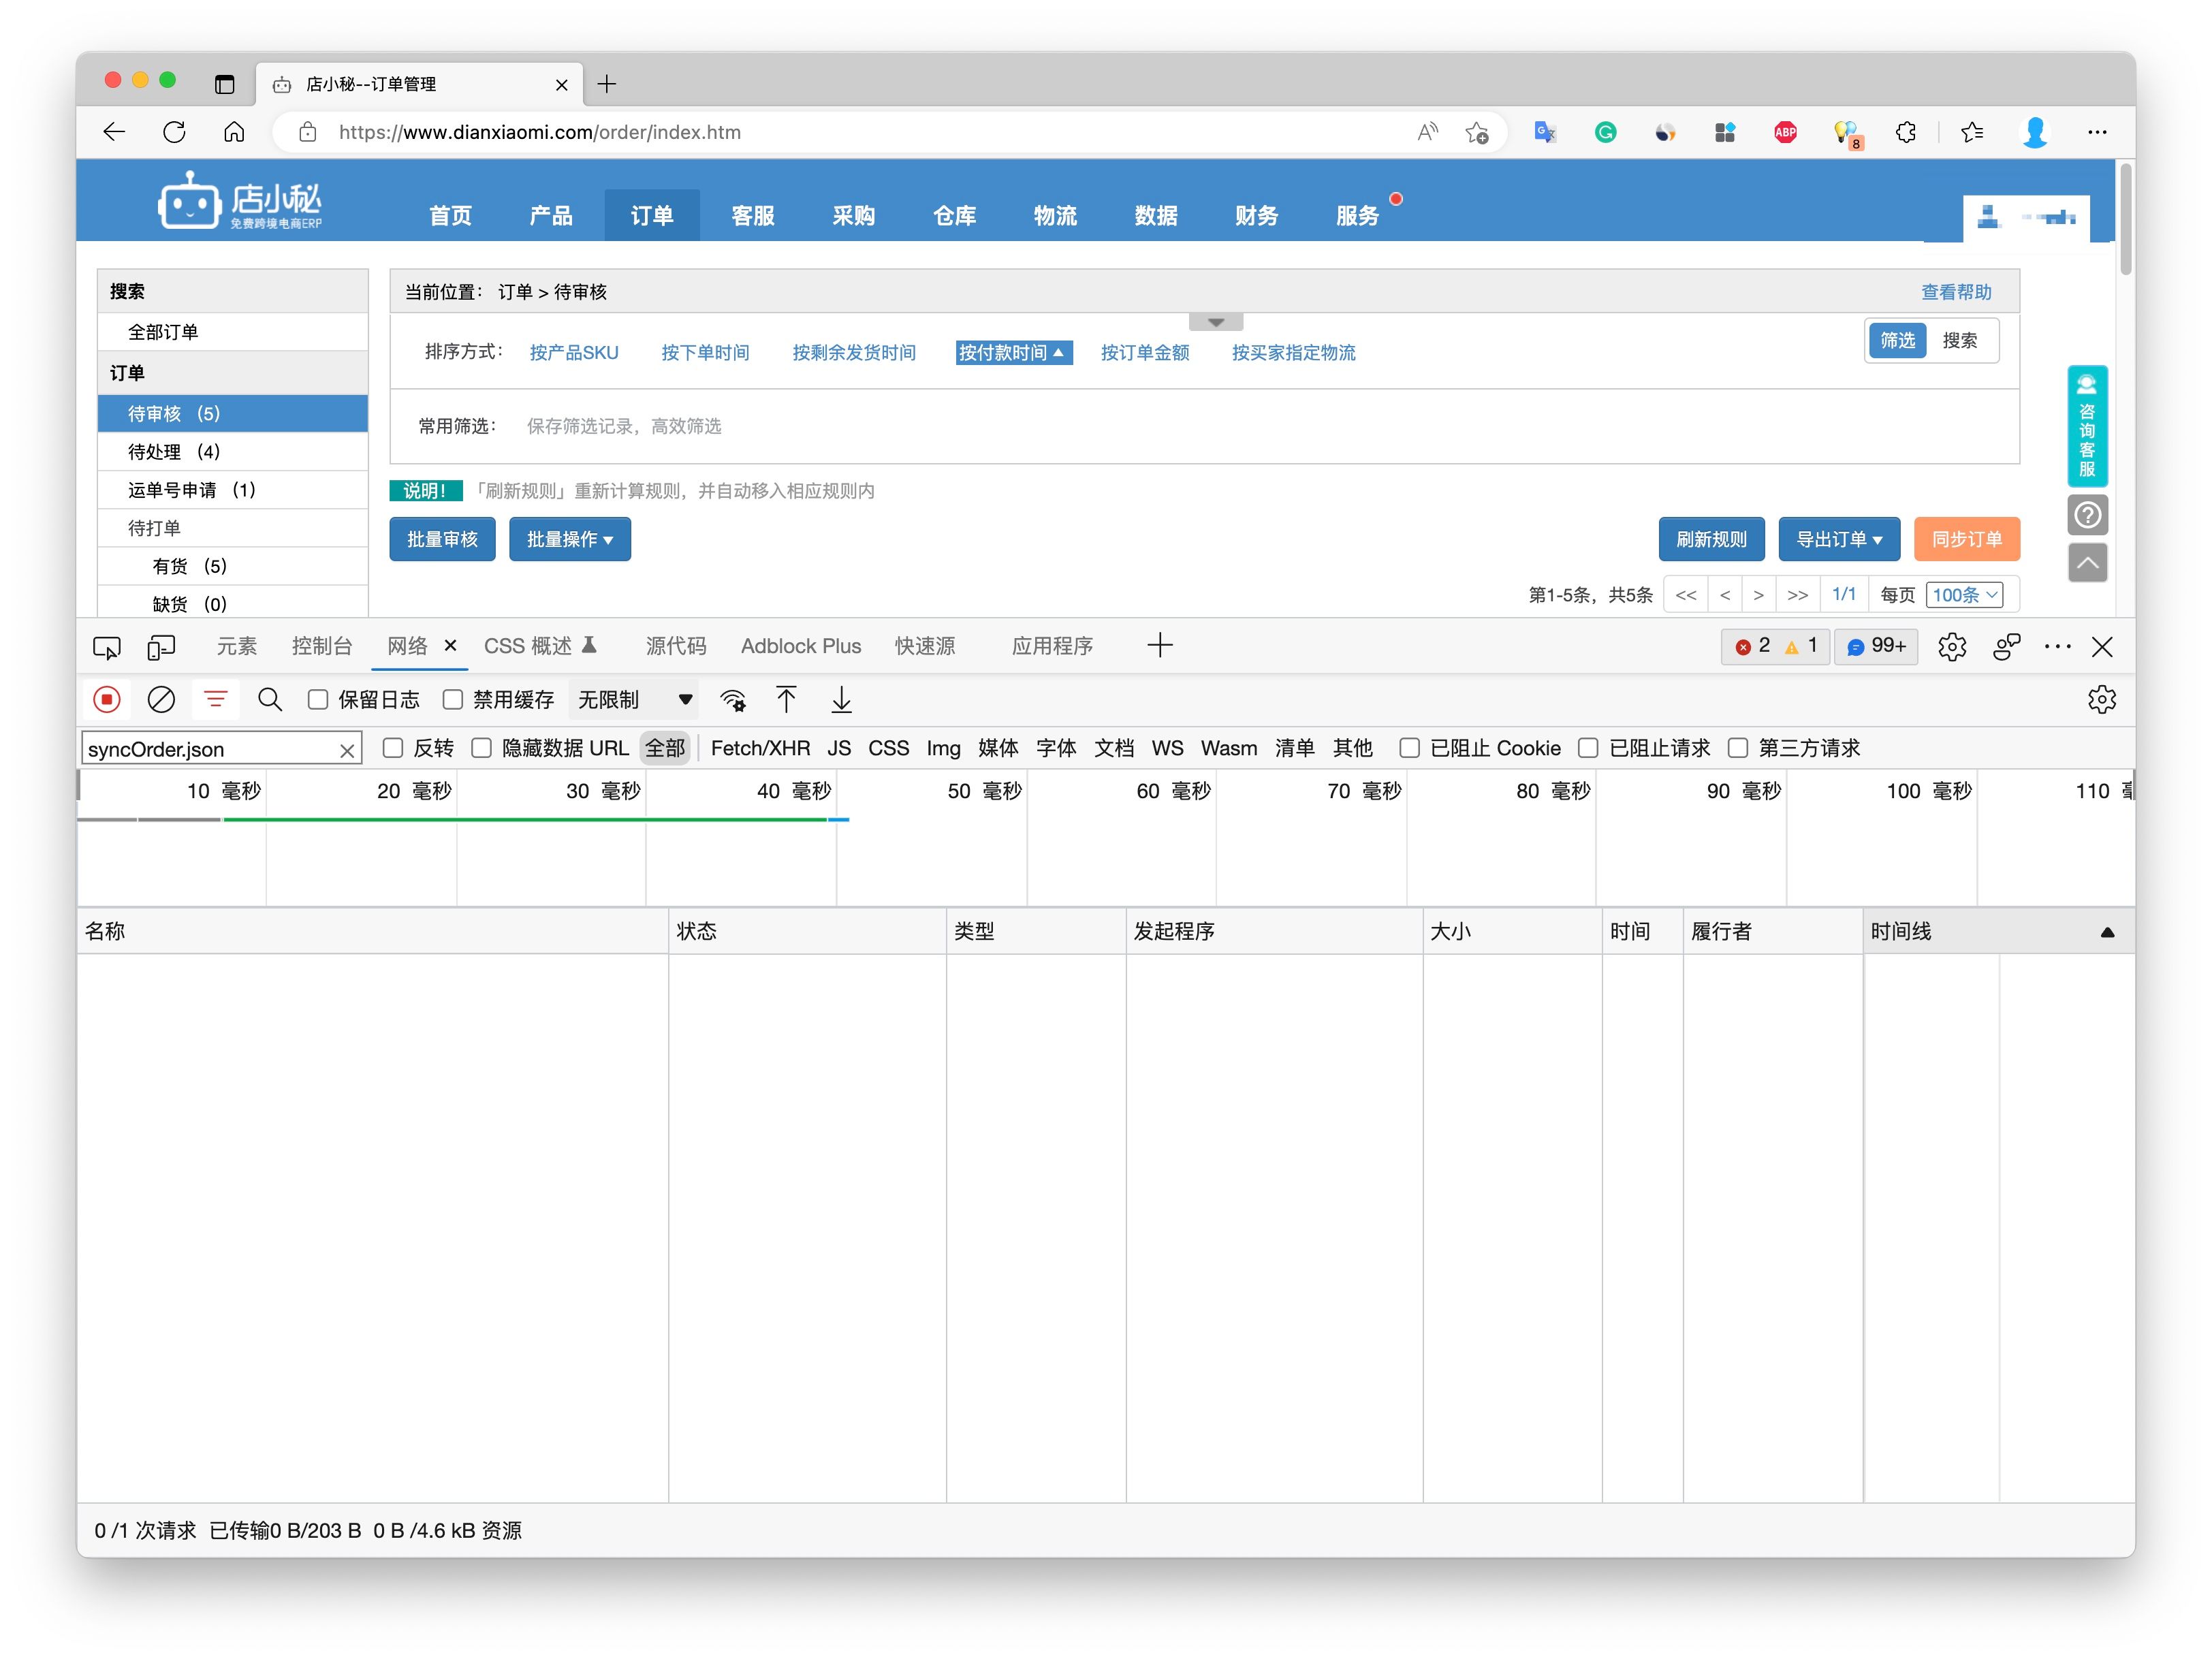 店小秘--订单管理
https://www.dianxiaomi.com/order/index.htm
ABP
8
店小秘
免费跨境电商ERP
首页 产品 订单 客服 采购 仓库 物流 数据 财务 服务
搜索
全部订单
订单
待审核 (5)
待处理 (4)
运单号申请 (1)
待打单
有货 (5)
缺货 (0)
当前位置: 订单 > 待审核 查看帮助
排序方式: 按产品SKU 按下单时间 按剩余发货时间 按付款时间 按订单金额 按买家指定物流
筛选 搜索
常用筛选: 保存筛选记录,高效筛选
说明! 「刷新规则」重新计算规则,并自动移入相应规则内
批量审核 批量操作 刷新规则 导出订单 同步订单
第1-5条,共5条 << < > >> 1/1 每页 100条
咨询客服
元素 控制台 网络 CSS 概述 源代码 Adblock Plus 快速源 应用程序 2 1 99+
保留日志 禁用缓存 无限制
syncOrder.json 反转 隐藏数据 URL 全部 Fetch/XHR JS CSS Img 媒体 字体 文档 WS Wasm 清单 其他 已阻止 Cookie 已阻止请求 第三方请求
10 毫秒 20 毫秒 30 毫秒 40 毫秒 50 毫秒 60 毫秒 70 毫秒 80 毫秒 90 毫秒 100 毫秒 110
名称 状态 类型 发起程序 大小 时间 履行者 时间线
0 /1 次请求 已传输0 B/203 B 0 B /4.6 kB 资源